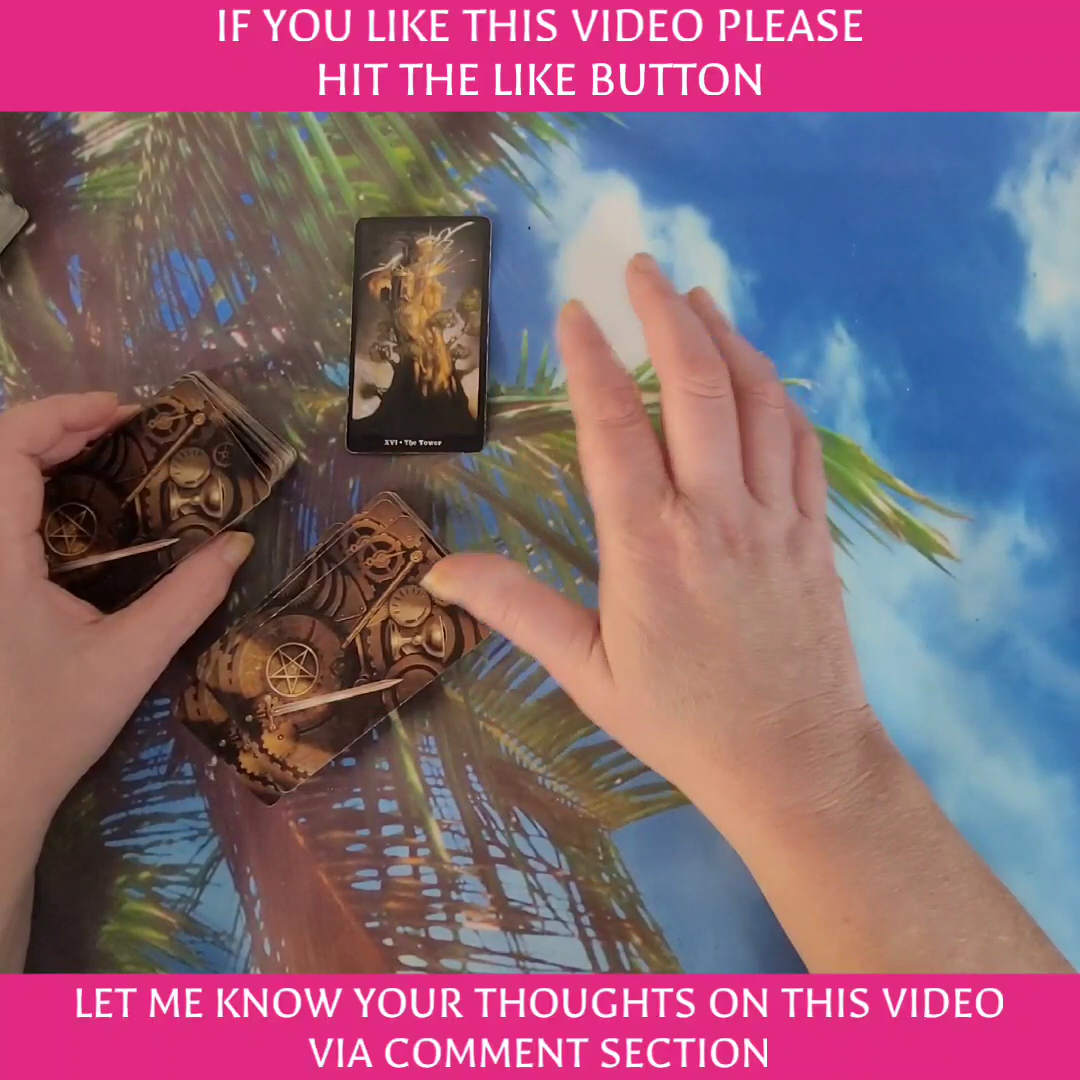 IF YOU LIKE THIS VIDEO PLEASE
HIT THE LIKE BUTTON
XVI • The Tower
LET ME KNOW YOUR THOUGHTS ON THIS VIDEO
VIA COMMENT SECTION